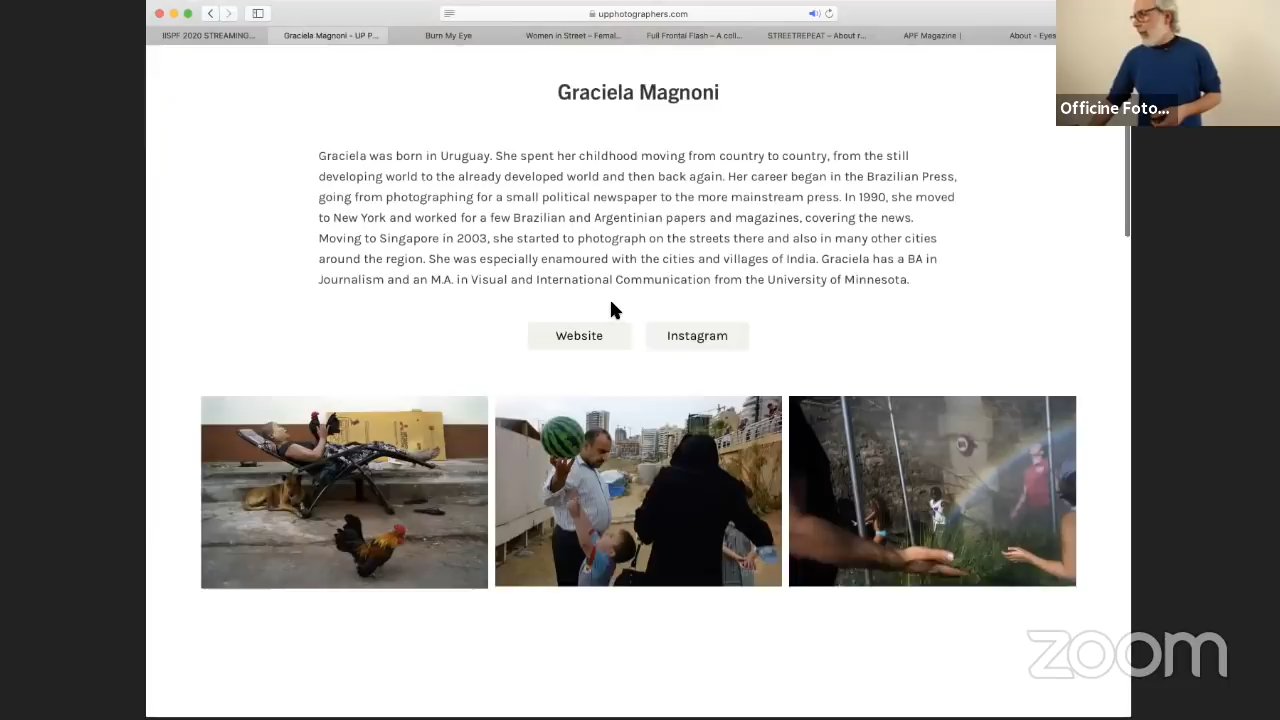 upphotographers.com
IISPF 2020 STREAMING...
Graciela Magnoni - UP P...
Burn My Eye
Women in Street – Femal...
Full Frontal Flash – A coll...
STREETREPEAT – About r...
APF Magazine |
About - Eyes
Officine Foto...
Graciela Magnoni
Graciela was born in Uruguay. She spent her childhood moving from country to country, from the still
developing world to the already developed world and then back again. Her career began in the Brazilian Press,
going from photographing for a small political newspaper to the more mainstream press. In 1990, she moved
to New York and worked for a few Brazilian and Argentinian papers and magazines, covering the news.
Moving to Singapore in 2003, she started to photograph on the streets there and also in many other cities
around the region. She was especially enamoured with the cities and villages of India. Graciela has a BA in
Journalism and an M.A. in Visual and International Communication from the University of Minnesota.
Website
Instagram
zoom